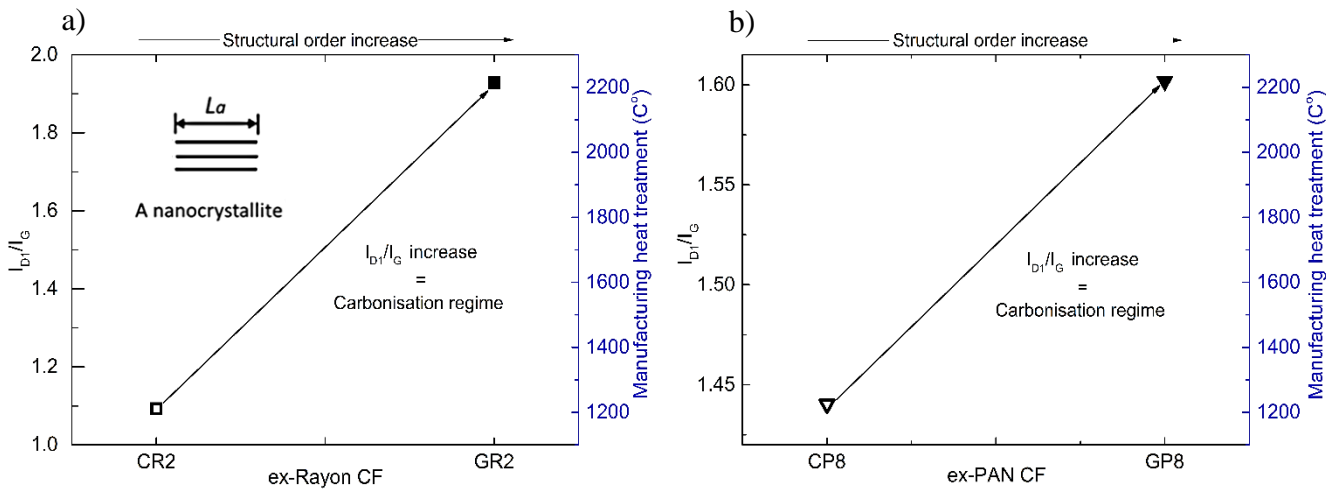 a)
Structural order increase
2.0
1.8
1.6
1.4
1.2
1.0
I_D1/I_G
La
A nanocrystallite
I_D1/I_G increase
=
Carbonisation regime
2200
2000
1800
1600
1400
1200
Manufacturing heat treatment (C°)
CR2
GR2
ex-Rayon CF
b)
Structural order increase
1.60
1.55
1.50
1.45
I_D1/I_G
I_D1/I_G increase
=
Carbonisation regime
2200
2000
1800
1600
1400
1200
Manufacturing heat treatment (C°)
CP8
GP8
ex-PAN CF